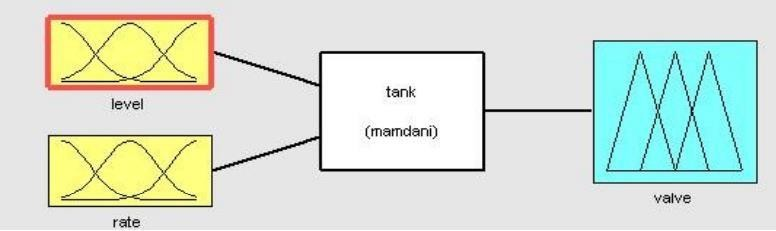 level
rate
tank
(mamdani)
valve